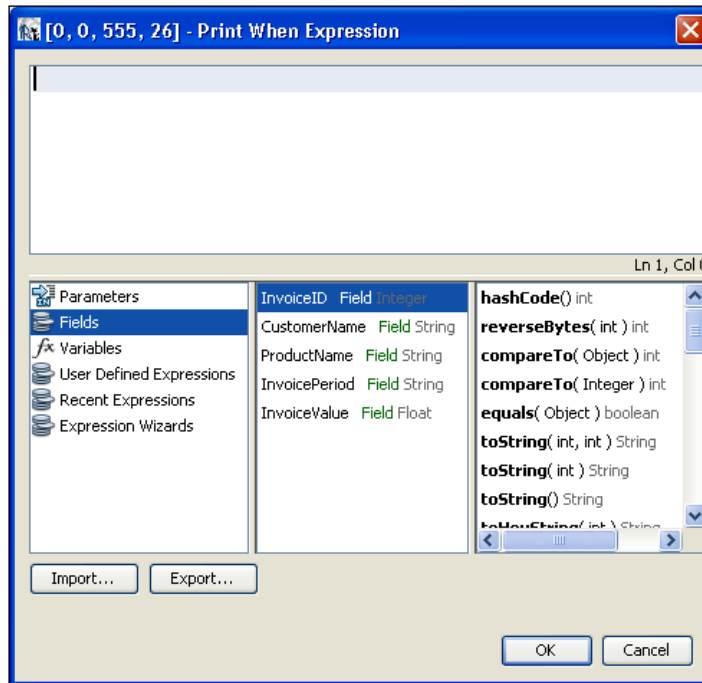 [0, 0, 555, 26] - Print When Expression
Ln 1, Col
Parameters
Fields
Variables
User Defined Expressions
Recent Expressions
Expression Wizards
InvoiceID Field Integer
CustomerName Field String
ProductName Field String
InvoicePeriod Field String
InvoiceValue Field Float
hashCode() int
reverseBytes( int ) int
compareTo( Object ) int
compareTo( Integer ) int
equals( Object ) boolean
toString( int, int ) String
toString( int ) String
toString() String
toHexString( int ) String
Import...
Export...
OK
Cancel